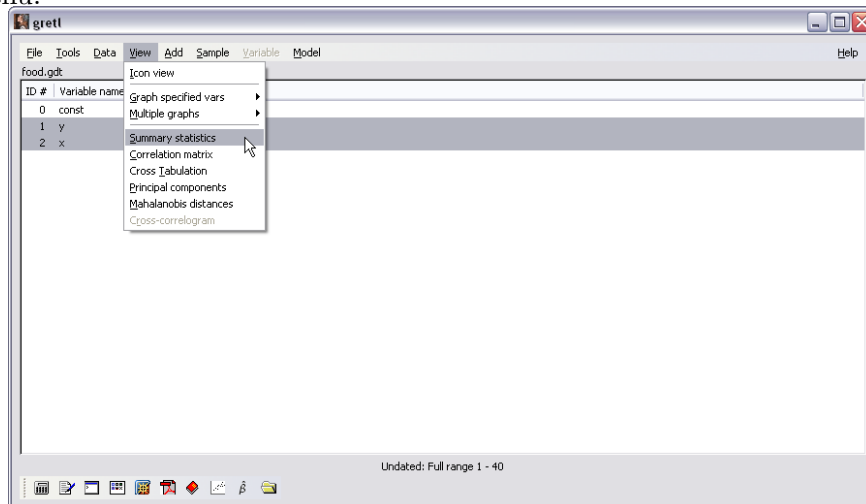 gretl
File Tools Data View Add Sample Variable Model Help
food.gdt
ID # Variable name
0 const
1 y
2 x
Icon view
Graph specified vars
Multiple graphs
Summary statistics
Correlation matrix
Cross Tabulation
Principal components
Mahalanobis distances
Cross-correlogram
Undated: Full range 1 - 40
β̂